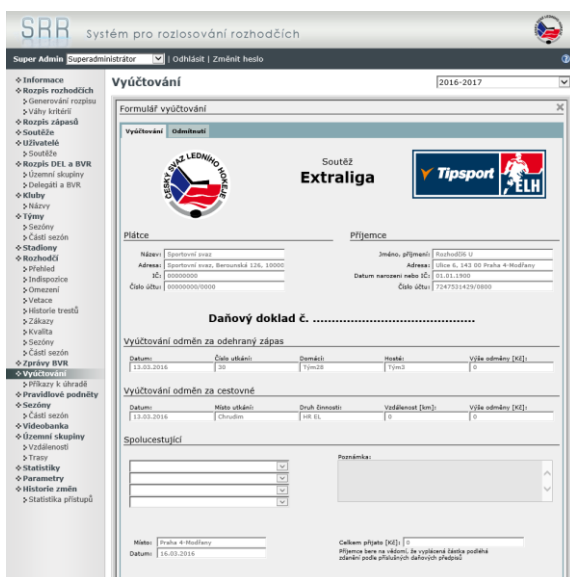 SRR Systém pro rozlosování rozhodčích
Super Admin Superadministrátor | Odhlásit | Změnit heslo
Informace
Rozpis rozhodčích
Generování rozpisu
Váhy kritérií
Rozpis zápasů
Soutěže
Uživatelé
Soutěže
Rozpis DEL a BVR
Územní skupiny
Delegáti a BVR
Kluby
Názvy
Týmy
Sezóny
Části sezón
Stadiony
Rozhodčí
Přehled
Indispozice
Omezení
Vetace
Historie trestů
Zákazy
Kvalita
Sezóny
Části sezón
Zprávy BVR
Vyúčtování
Příkazy k úhradě
Pravidlové podněty
Sezóny
Části sezón
Videobanka
Územní skupiny
Vzdálenosti
Trasy
Statistiky
Parametry
Historie změn
Statistika přístupů
Vyúčtování 2016-2017
Formulář vyúčtování
Vyúčtování Odmítnutí
ČESKÝ SVAZ LEDNÍHO HOKEJE
Soutěž
Extraliga
Tipsport ELH
Plátce Příjemce
Název: Sportovní svaz Jméno, příjmení: Rozhodčí6 U
Adresa: Sportovní svaz, Berounská 126, 10000 Adresa: Ulice 6, 143 00 Praha 4-Modřany
IČ: 00000000 Datum narození nebo IČ: 01.01.1900
Číslo účtu: 00000000/0000 Číslo účtu: 7247531429/0800
Daňový doklad č. ................................................
Vyúčtování odměn za odehraný zápas
Datum: Číslo utkání: Domácí: Hosté: Výše odměny [Kč]:
13.03.2016 30 Tým28 Tým3 0
Vyúčtování odměn za cestovné
Datum: Místo utkání: Druh činnosti: Vzdálenost [km]: Výše odměny [Kč]:
13.03.2016 Chrudim HR EL 0 0
Spolucestující
Poznámka:
Místo: Praha 4-Modřany Celkem přijato [Kč]: 0
Datum: 16.03.2016 Příjemce bere na vědomí, že vyplácená částka podléhá
zdanění podle příslušných daňových předpisů